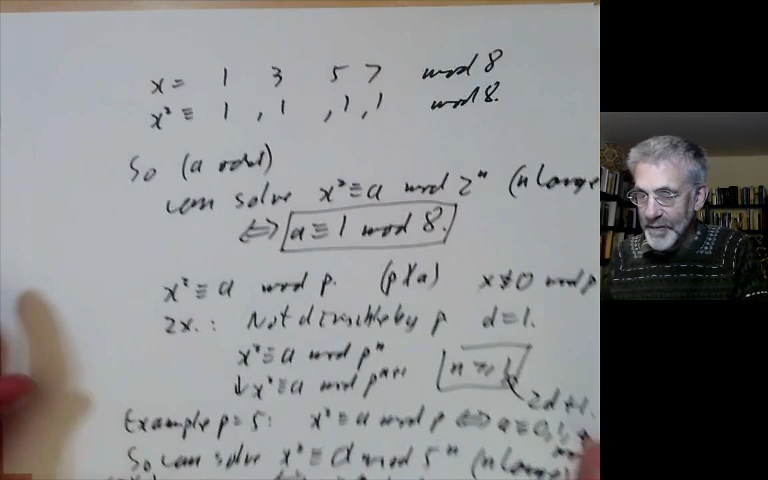 x = 1 3 5 7 mod 8
x² ≡ 1 , 1 , 1 , 1 mod 8.
So (a odd)
can solve x² ≡ a mod 2ⁿ (n large
⇔ a ≡ 1 mod 8.
x² ≡ a mod p. (p∤a) x ≢ 0 mod p
2x: Not divisible by p d = 1.
x² ≡ a mod pⁿ n ≥ 1
↓ x² ≡ a mod pⁿ⁺¹ 2d+1.
Example p = 5: x² ≡ a mod p ⇔ a ≡ 0, 1,
So can solve x² ≡ a mod 5ⁿ (n large